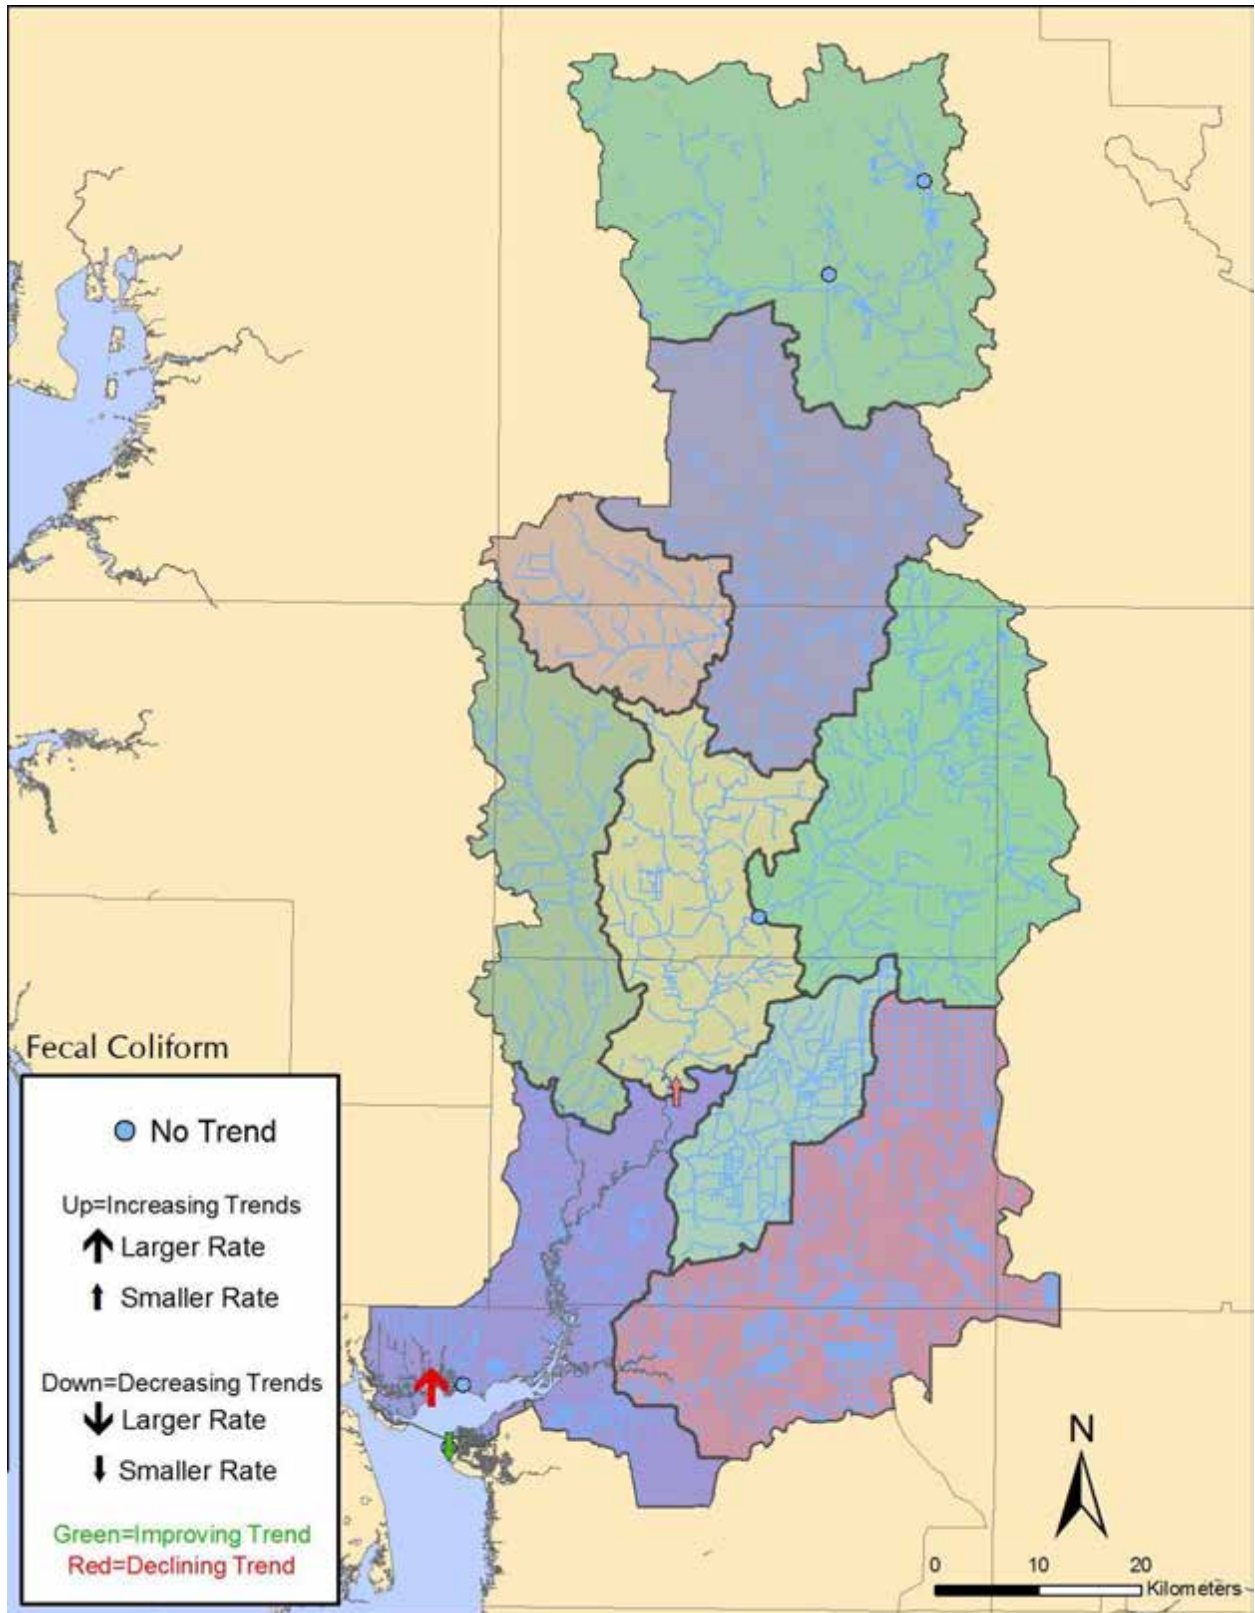 Fecal Coliform
No Trend
Up=Increasing Trends
Larger Rate
Smaller Rate
Down=Decreasing Trends
Larger Rate
Smaller Rate
Green=Improving Trend
Red=Declining Trend
N
0 10 20
Kilometers